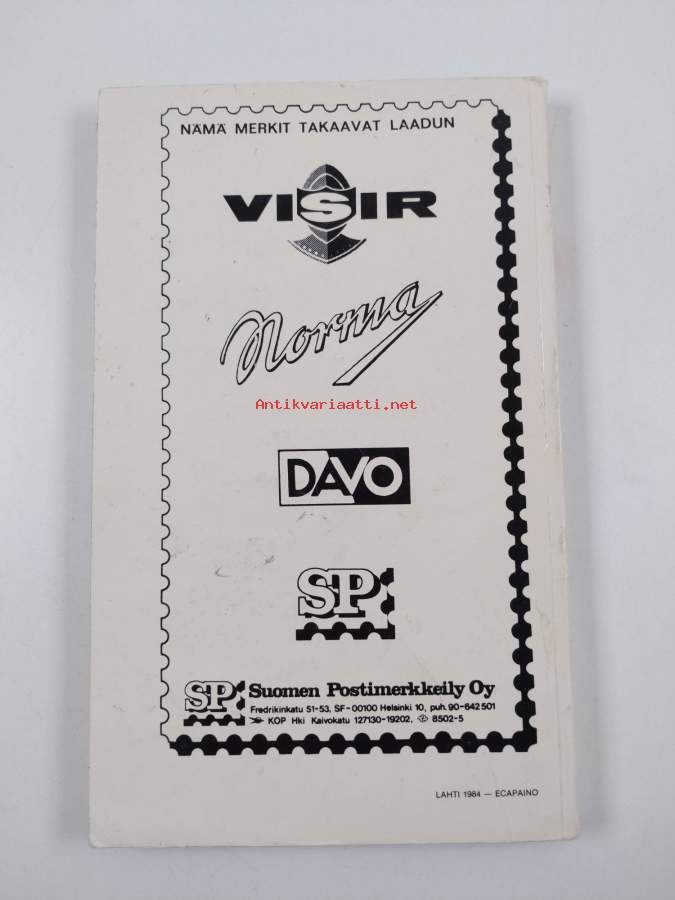 NÄMÄ MERKIT TAKAAVAT LAADUN
VISIR
Norma
Antikvariaatti.net
DAVO
SP
SP Suomen Postimerkkeily Oy
Fredrikinkatu 51-53, SF-00100 Helsinki 10, puh. 90-642 501
KOP Hki Kaivokatu 127130-19202, 8502-5
LAHTI 1984 — ECAPAINO